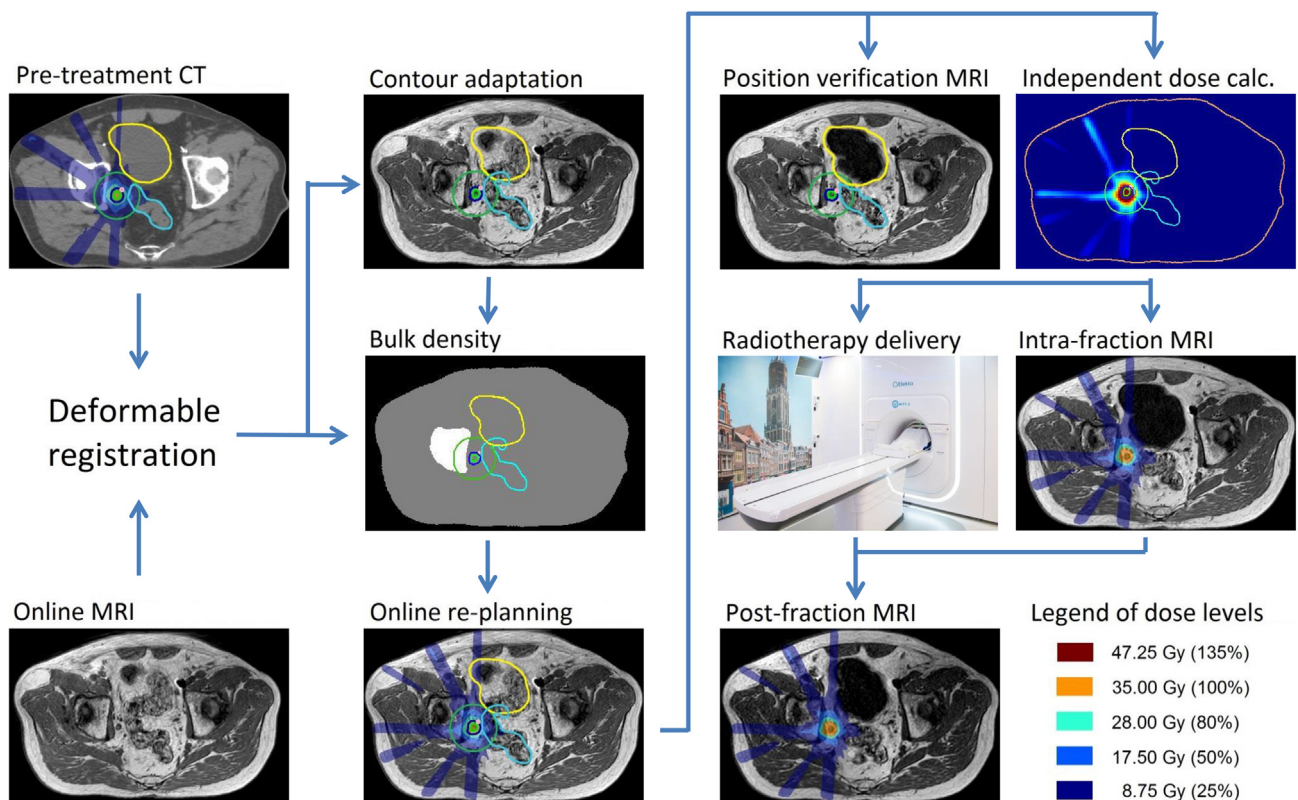 Pre-treatment CT
Contour adaptation
Position verification MRI
Independent dose calc.
Deformable
registration
Bulk density
Radiotherapy delivery
Elekta
Intra-fraction MRI
Online MRI
Online re-planning
Post-fraction MRI
Legend of dose levels
47.25 Gy (135%)
35.00 Gy (100%)
28.00 Gy (80%)
17.50 Gy (50%)
8.75 Gy (25%)